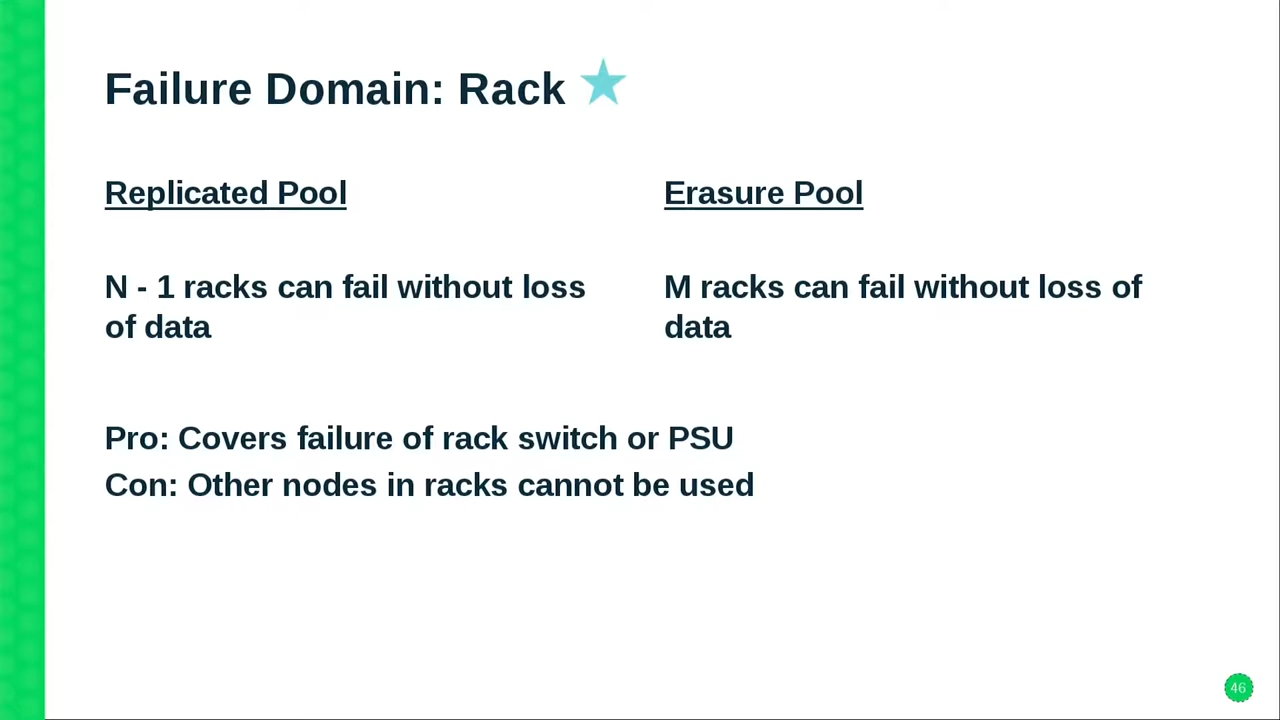 Failure Domain: Rack
Replicated Pool
N - 1 racks can fail without loss
of data
Erasure Pool
M racks can fail without loss of
data
Pro: Covers failure of rack switch or PSU
Con: Other nodes in racks cannot be used
46